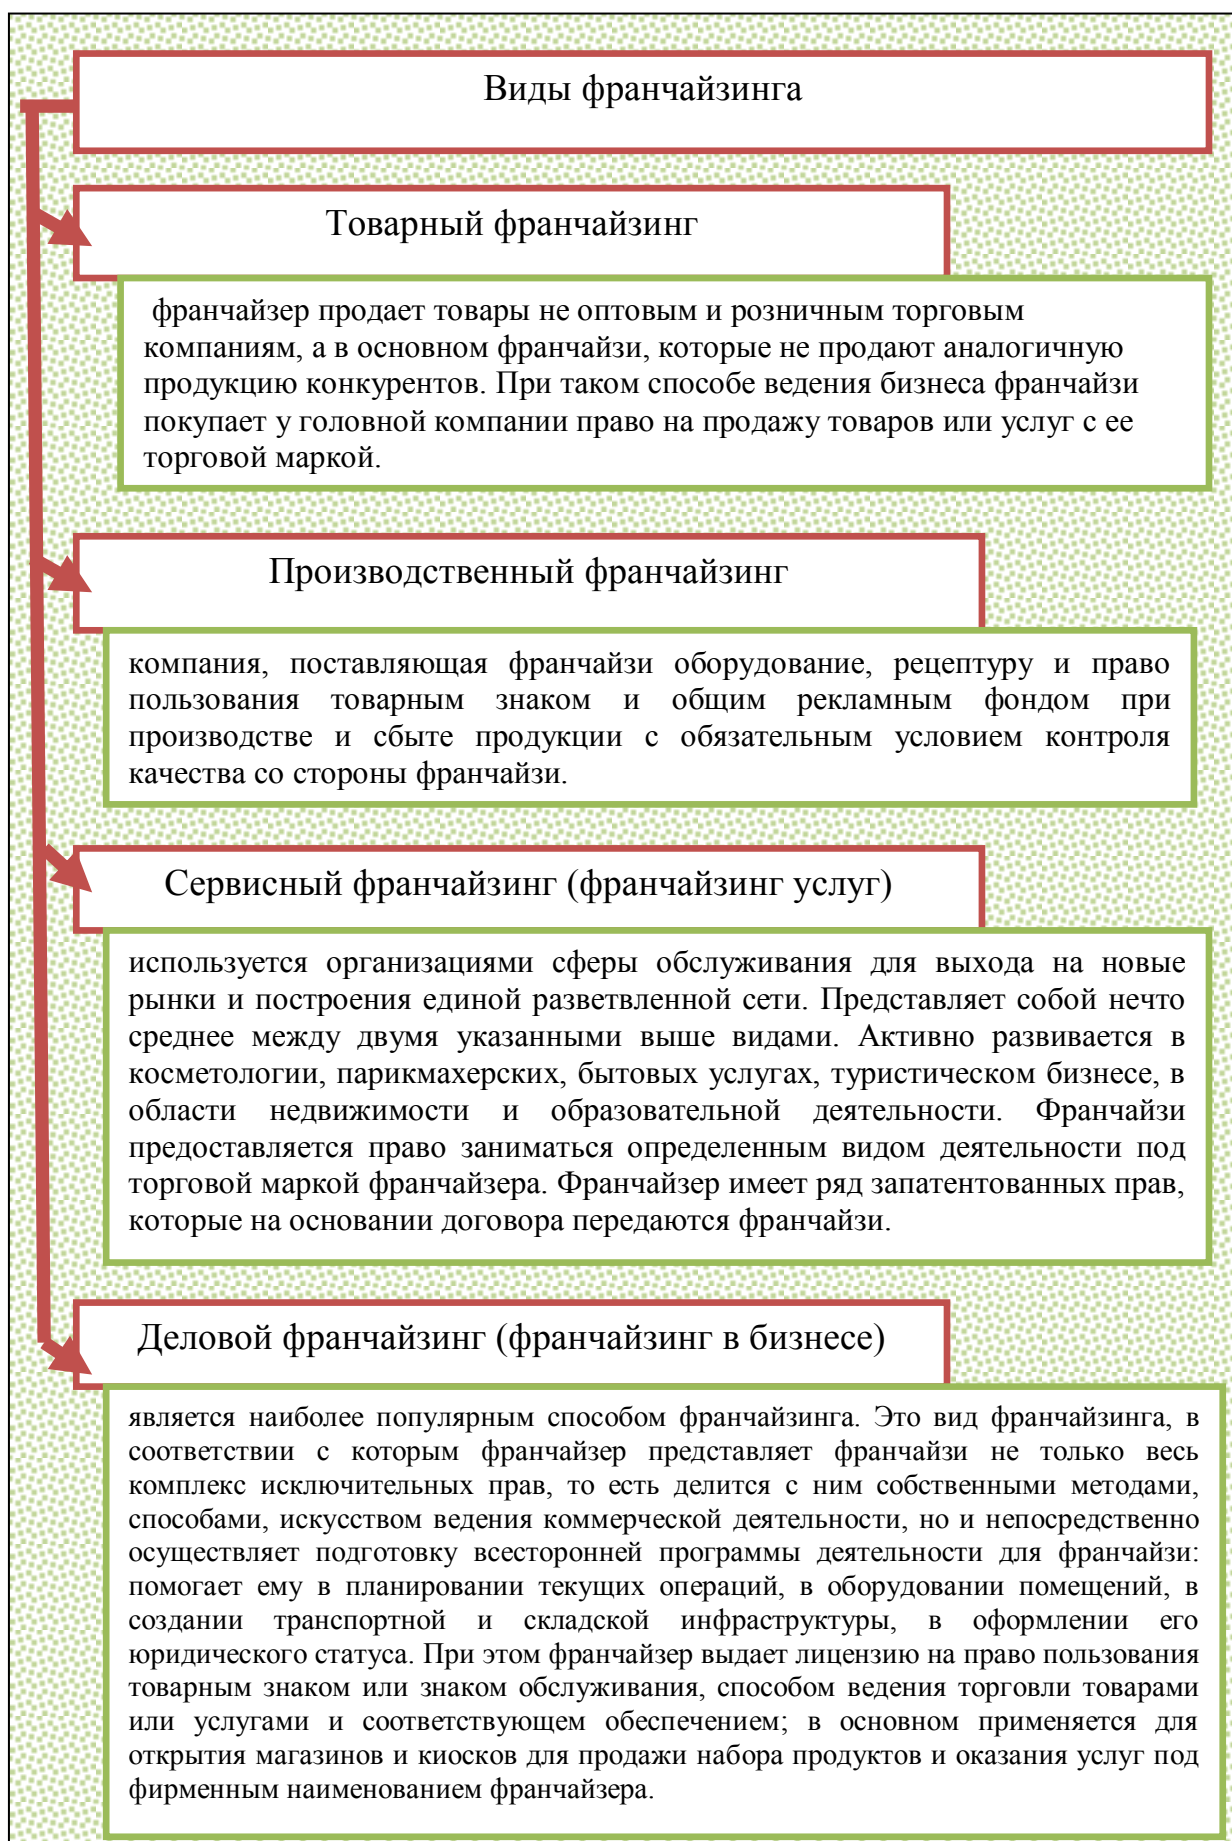 Виды франчайзинга
Товарный франчайзинг
франчайзер продает товары не оптовым и розничным торговым
компаниям, а в основном франчайзи, которые не продают аналогичную
продукцию конкурентов. При таком способе ведения бизнеса франчайзи
покупает у головной компании право на продажу товаров или услуг с ее
торговой маркой.
Производственный франчайзинг
компания, поставляющая франчайзи оборудование, рецептуру и право
пользования товарным знаком и общим рекламным фондом при
производстве и сбыте продукции с обязательным условием контроля
качества со стороны франчайзи.
Сервисный франчайзинг (франчайзинг услуг)
используется организациями сферы обслуживания для выхода на новые
рынки и построения единой разветвленной сети. Представляет собой нечто
среднее между двумя указанными выше видами. Активно развивается в
косметологии, парикмахерских, бытовых услугах, туристическом бизнесе, в
области недвижимости и образовательной деятельности. Франчайзи
предоставляется право заниматься определенным видом деятельности под
торговой маркой франчайзера. Франчайзер имеет ряд запатентованных прав,
которые на основании договора передаются франчайзи.
Деловой франчайзинг (франчайзинг в бизнесе)
является наиболее популярным способом франчайзинга. Это вид франчайзинга, в
соответствии с которым франчайзер представляет франчайзи не только весь
комплекс исключительных прав, то есть делится с ним собственными методами,
способами, искусством ведения коммерческой деятельности, но и непосредственно
осуществляет подготовку всесторонней программы деятельности для франчайзи:
помогает ему в планировании текущих операций, в оборудовании помещений, в
создании транспортной и складской инфраструктуры, в оформлении его
юридического статуса. При этом франчайзер выдает лицензию на право пользования
товарным знаком или знаком обслуживания, способом ведения торговли товарами
или услугами и соответствующем обеспечением; в основном применяется для
открытия магазинов и киосков для продажи набора продуктов и оказания услуг под
фирменным наименованием франчайзера.